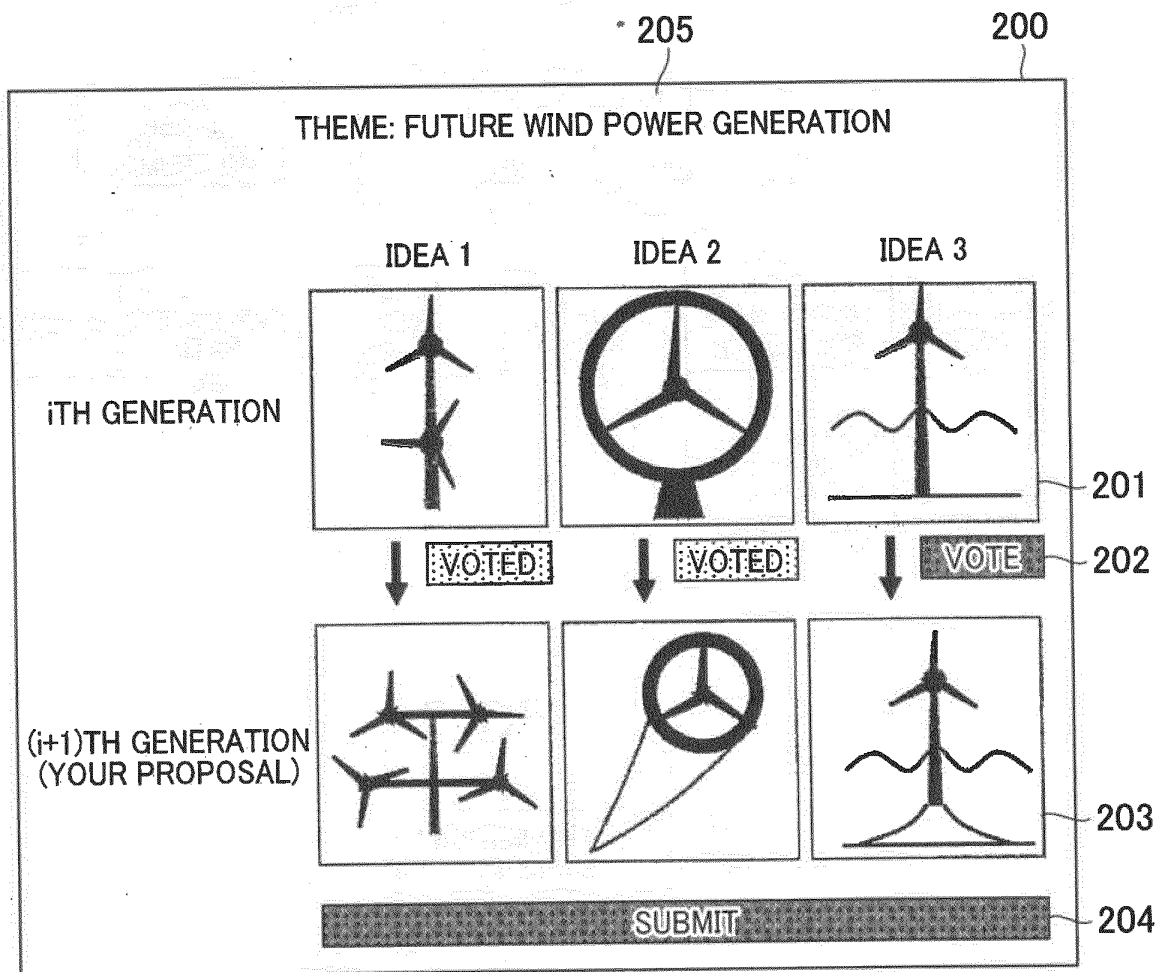 205
200
THEME: FUTURE WIND POWER GENERATION
IDEA 1
IDEA 2
IDEA 3
iTH GENERATION
201
VOTED
VOTED
VOTE
202
(i+1)TH GENERATION
(YOUR PROPOSAL)
203
SUBMIT
204